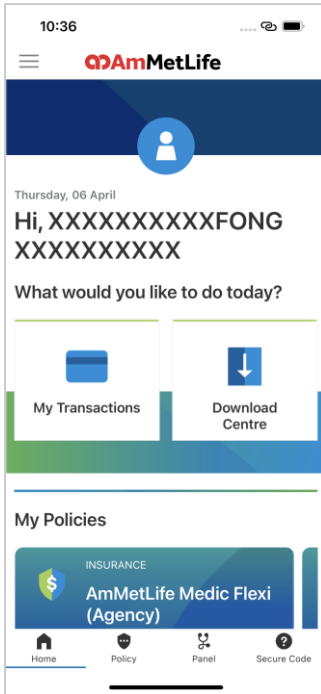 10:36
AmMetLife
Thursday, 06 April
Hi, XXXXXXXXXXFONG
XXXXXXXXXX
What would you like to do today?
My Transactions
Download
Centre
My Policies
INSURANCE
AmMetLife Medic Flexi
(Agency)
Home
Policy
Panel
Secure Code